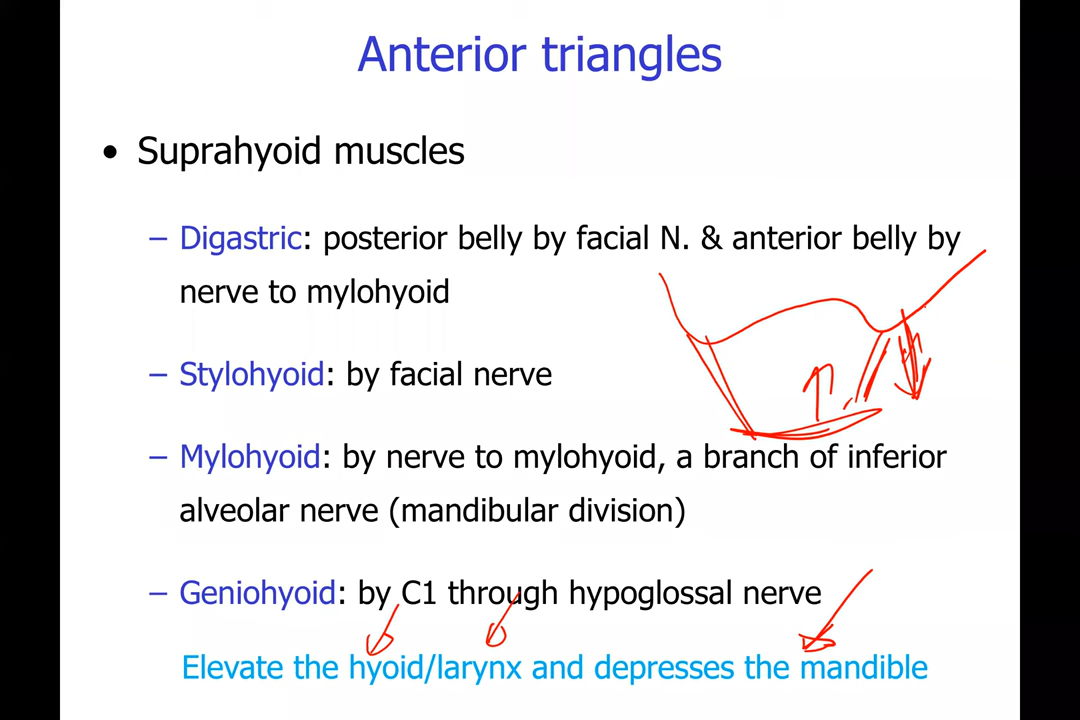 Anterior triangles
• Suprahyoid muscles
– Digastric: posterior belly by facial N. & anterior belly by
nerve to mylohyoid
– Stylohyoid: by facial nerve
– Mylohyoid: by nerve to mylohyoid, a branch of inferior
alveolar nerve (mandibular division)
– Geniohyoid: by C1 through hypoglossal nerve
Elevate the hyoid/larynx and depresses the mandible